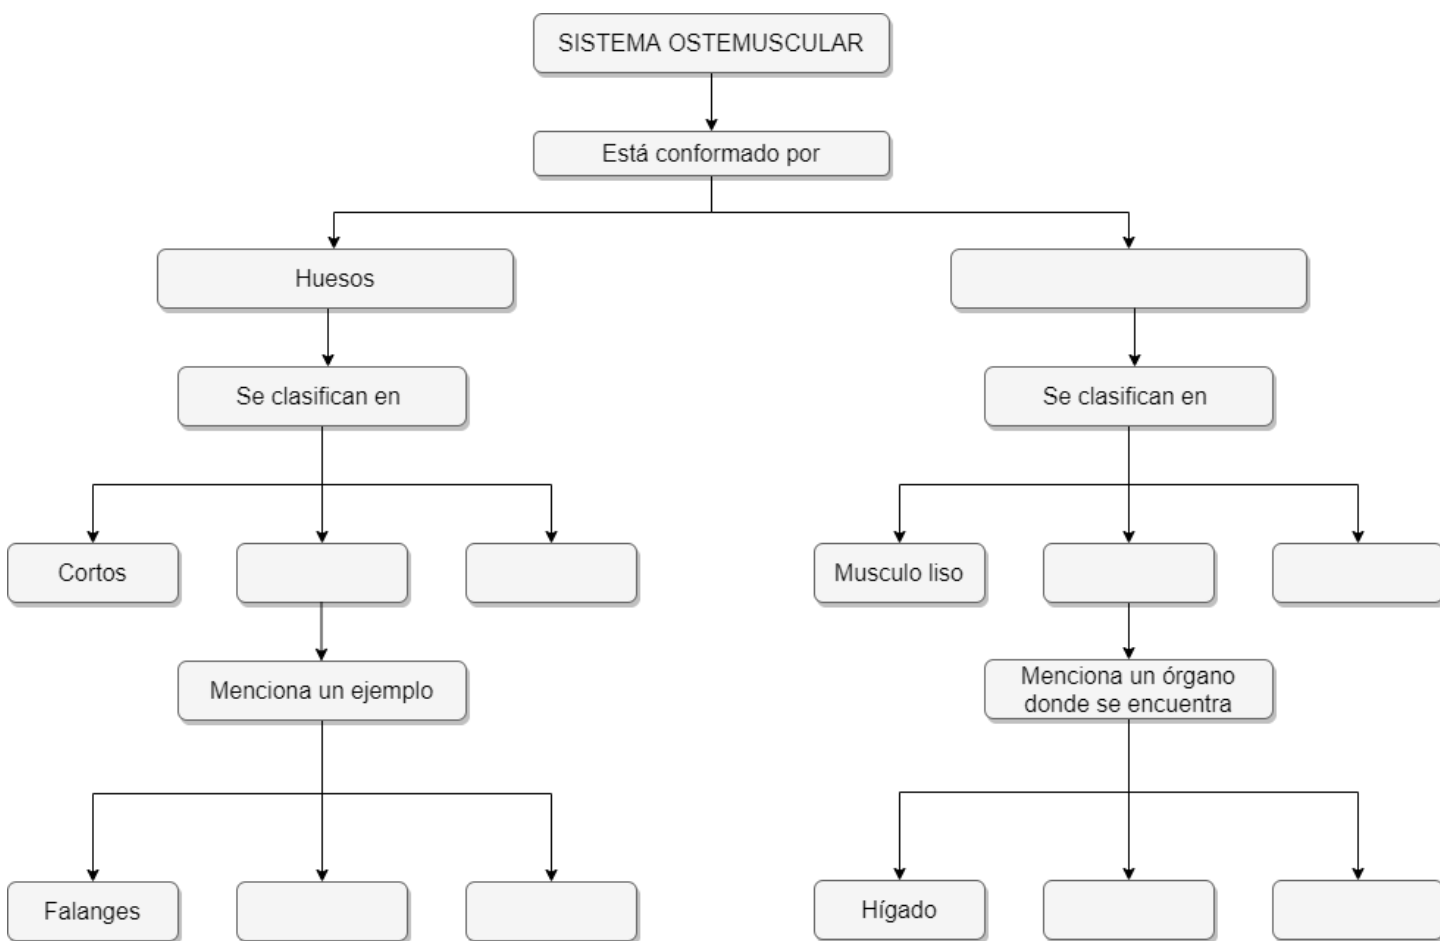 SISTEMA OSTEMUSCULAR
Está conformado por
Huesos
Se clasifican en
Se clasifican en
Cortos
Musculo liso
Menciona un ejemplo
Menciona un órgano
donde se encuentra
Falanges
Hígado